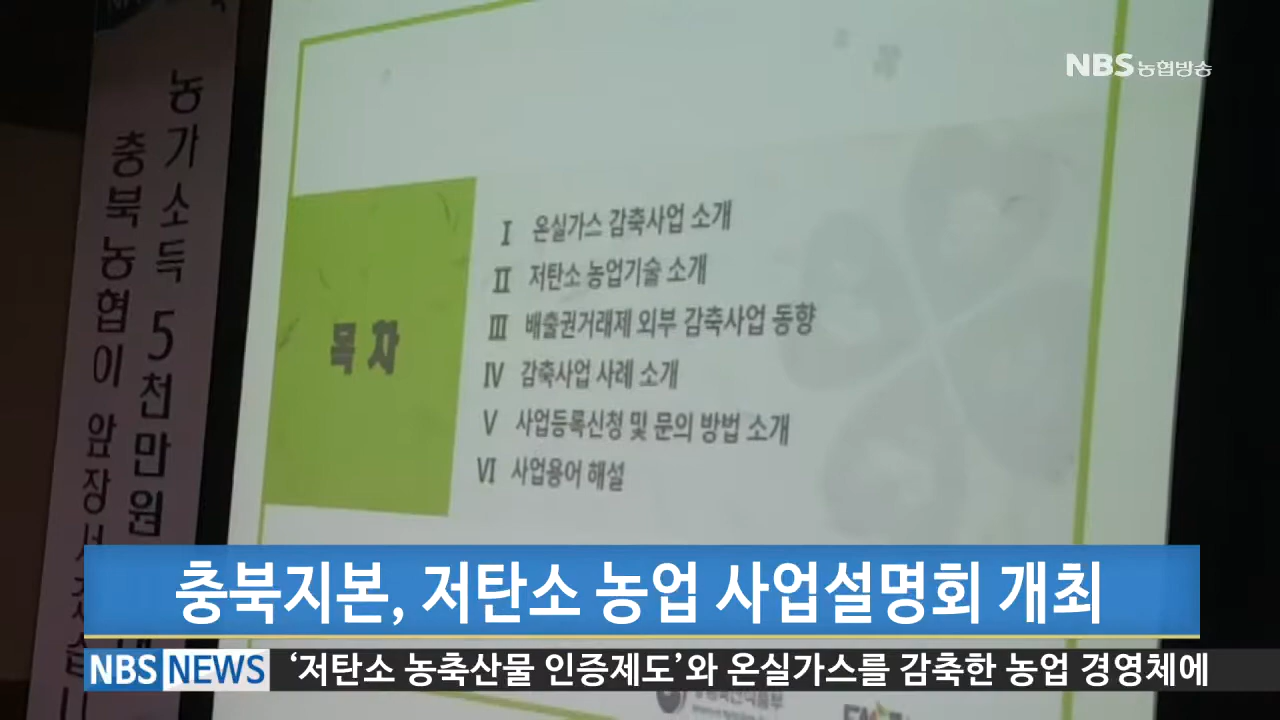 NBS농협방송
농가소득 5천만원
충북농협이 앞장서
목차
Ⅰ 온실가스 감축사업 소개
Ⅱ 저탄소 농업기술 소개
Ⅲ 배출권거래제 외부 감축사업 동향
Ⅳ 감축사업 사례 소개
Ⅴ 사업등록신청 및 문의 방법 소개
Ⅵ 사업용어 해설
충북지본, 저탄소 농업 사업설명회 개최
NBS NEWS ‘저탄소 농축산물 인증제도’와 온실가스를 감축한 농업 경영체에